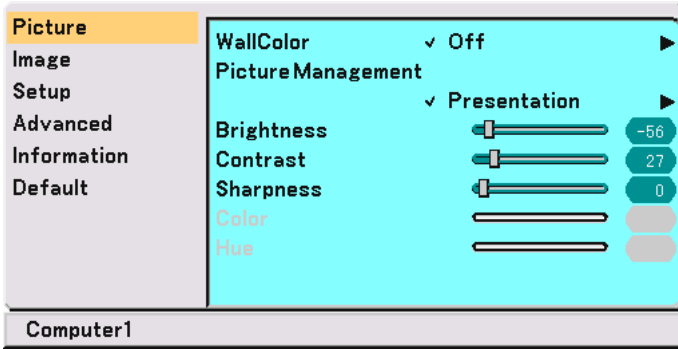 Picture
Image
Setup
Advanced
Information
Default
WallColor ✓ Off ▶
Picture Management
✓ Presentation ▶
Brightness -56
Contrast 27
Sharpness 0
Color
Hue
Computer1